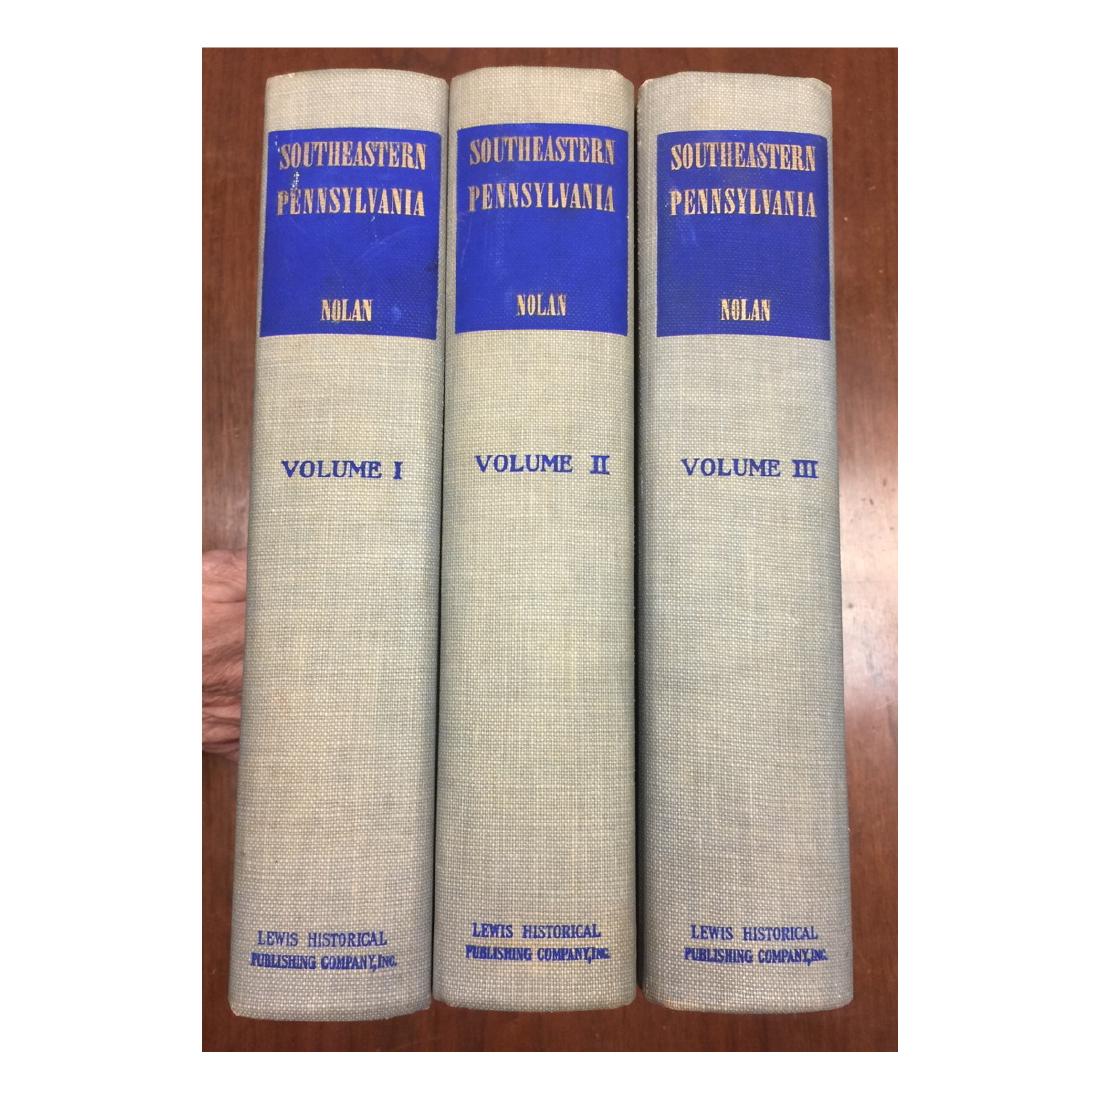 SOUTHEASTERN
PENNSYLVANIA
NOLAN
VOLUME I
LEWIS HISTORICAL
PUBLISHING COMPANY, INC.
SOUTHEASTERN
PENNSYLVANIA
NOLAN
VOLUME II
LEWIS HISTORICAL
PUBLISHING COMPANY, INC.
SOUTHEASTERN
PENNSYLVANIA
NOLAN
VOLUME III
LEWIS HISTORICAL
PUBLISHING COMPANY, INC.